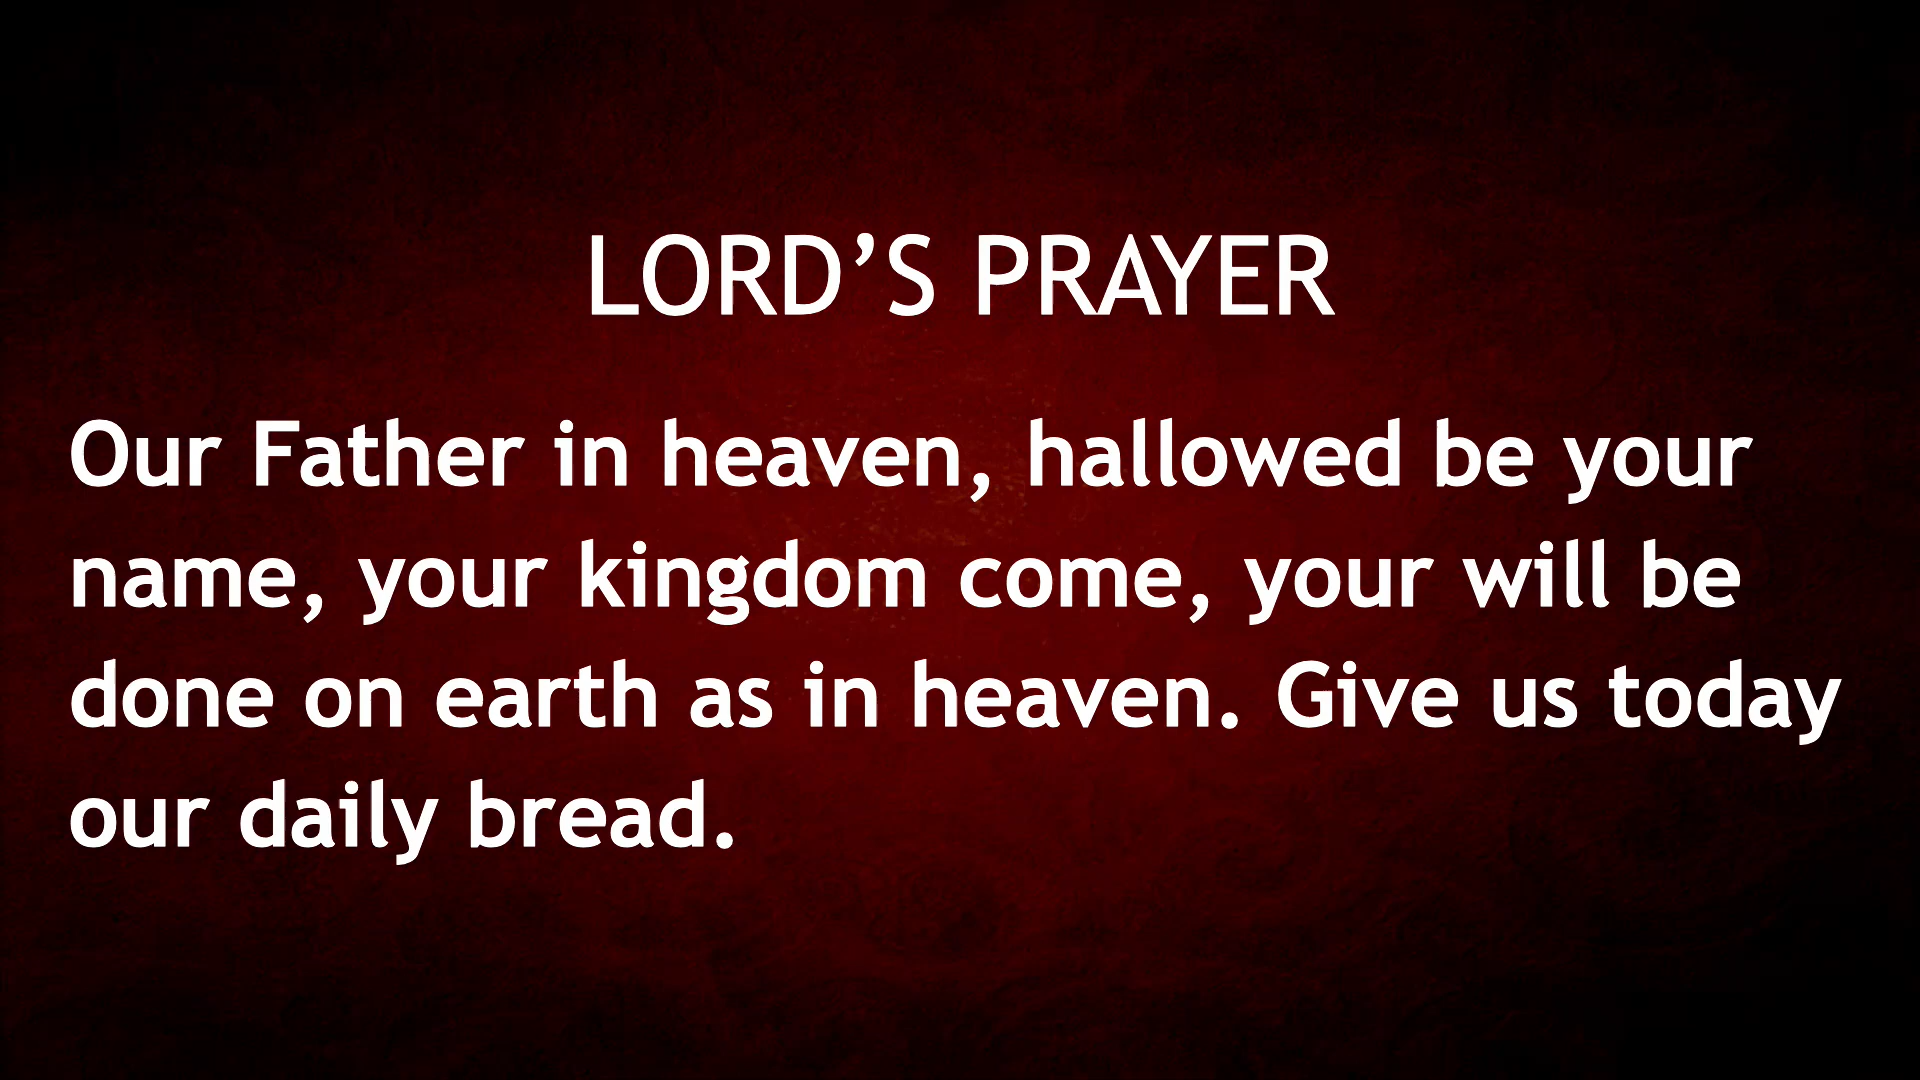 LORD’S PRAYER
Our Father in heaven, hallowed be your
name, your kingdom come, your will be
done on earth as in heaven. Give us today
our daily bread.